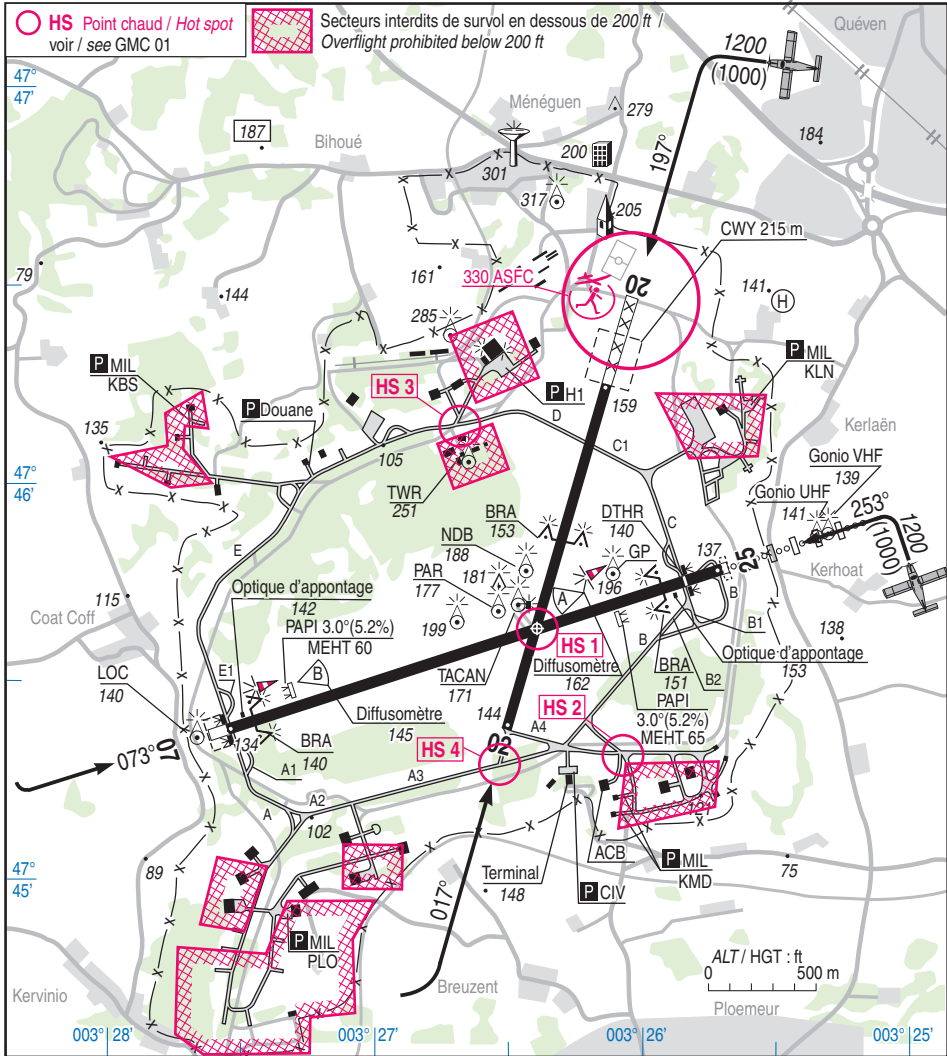 HS Point chaud / Hot spot
voir / see GMC 01
Secteurs interdits de survol en dessous de 200 ft /
Overflight prohibited below 200 ft
Quéven
1200
(1000)
47°
47'
Ménéguen
279
187
Bihoué
184
301
200
197°
317
205
CWY 215 m
79
161
330 ASFC
20
144
141
H
285
P MIL
KBS
P Douane
HS 3
P H1
P MIL
KLN
159
D
Kerlaën
135
105
C1
Gonio VHF
139
47°
46'
TWR
251
BRA
153
DTHR
140
Gonio UHF
141
253°
1200
(1000)
NDB
188
C
137
25
E
GP
PAR
177
181
196
Kerhoat
Optique d'appontage
142
A
B
115
PAPI 3.0°(5.2%)
MEHT 60
199
B
B1
138
Coat Coff
HS 1
Optique d'appontage
153
E1
B
TACAN
171
Diffusomètre
162
BRA
151
B2
LOC
140
Diffusomètre
145
PAPI
3.0°(5.2%)
MEHT 65
144
HS 2
A4
134
BRA
140
02
073°
07
HS 4
A1
A3
A2
A
102
89
47°
45'
Terminal
148
ACB
P MIL
KMD
75
P CIV
017°
P MIL
PLO
ALT / HGT : ft
0
500 m
Kervinio
Breuzent
Ploemeur
003° 28'
003° 27'
003° 26'
003° 25'